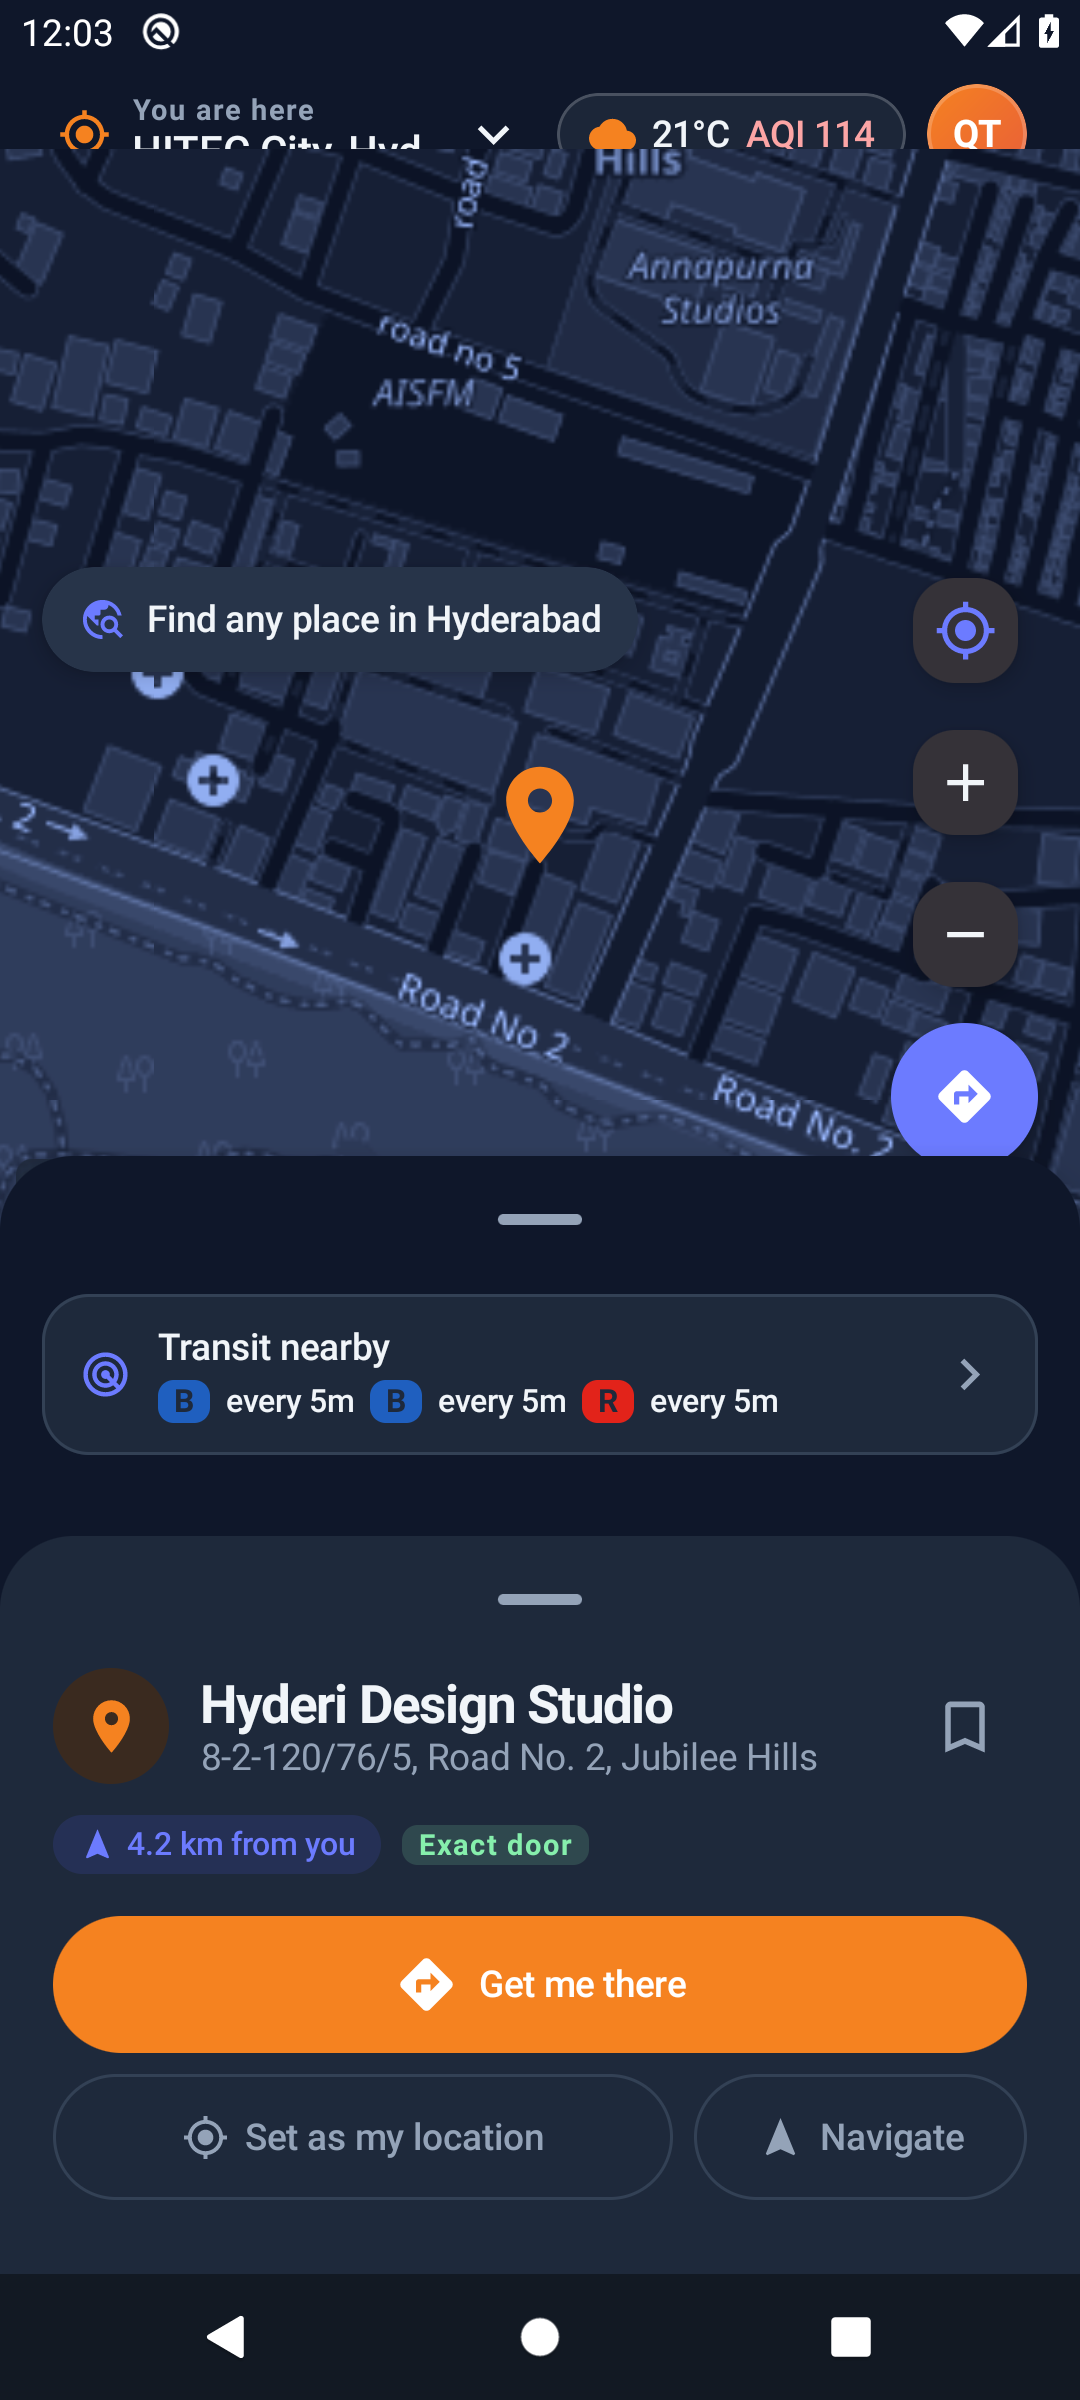 12:03
You are here
HITEC City, Hyd
21°C AQI 114
QT
Hills
road
Annapurna
Studios
road no 5
AISFM
Find any place in Hyderabad
2
Road No 2
Road No. 2
Transit nearby
B every 5m B every 5m R every 5m
Hyderi Design Studio
8-2-120/76/5, Road No. 2, Jubilee Hills
4.2 km from you
Exact door
Get me there
Set as my location
Navigate